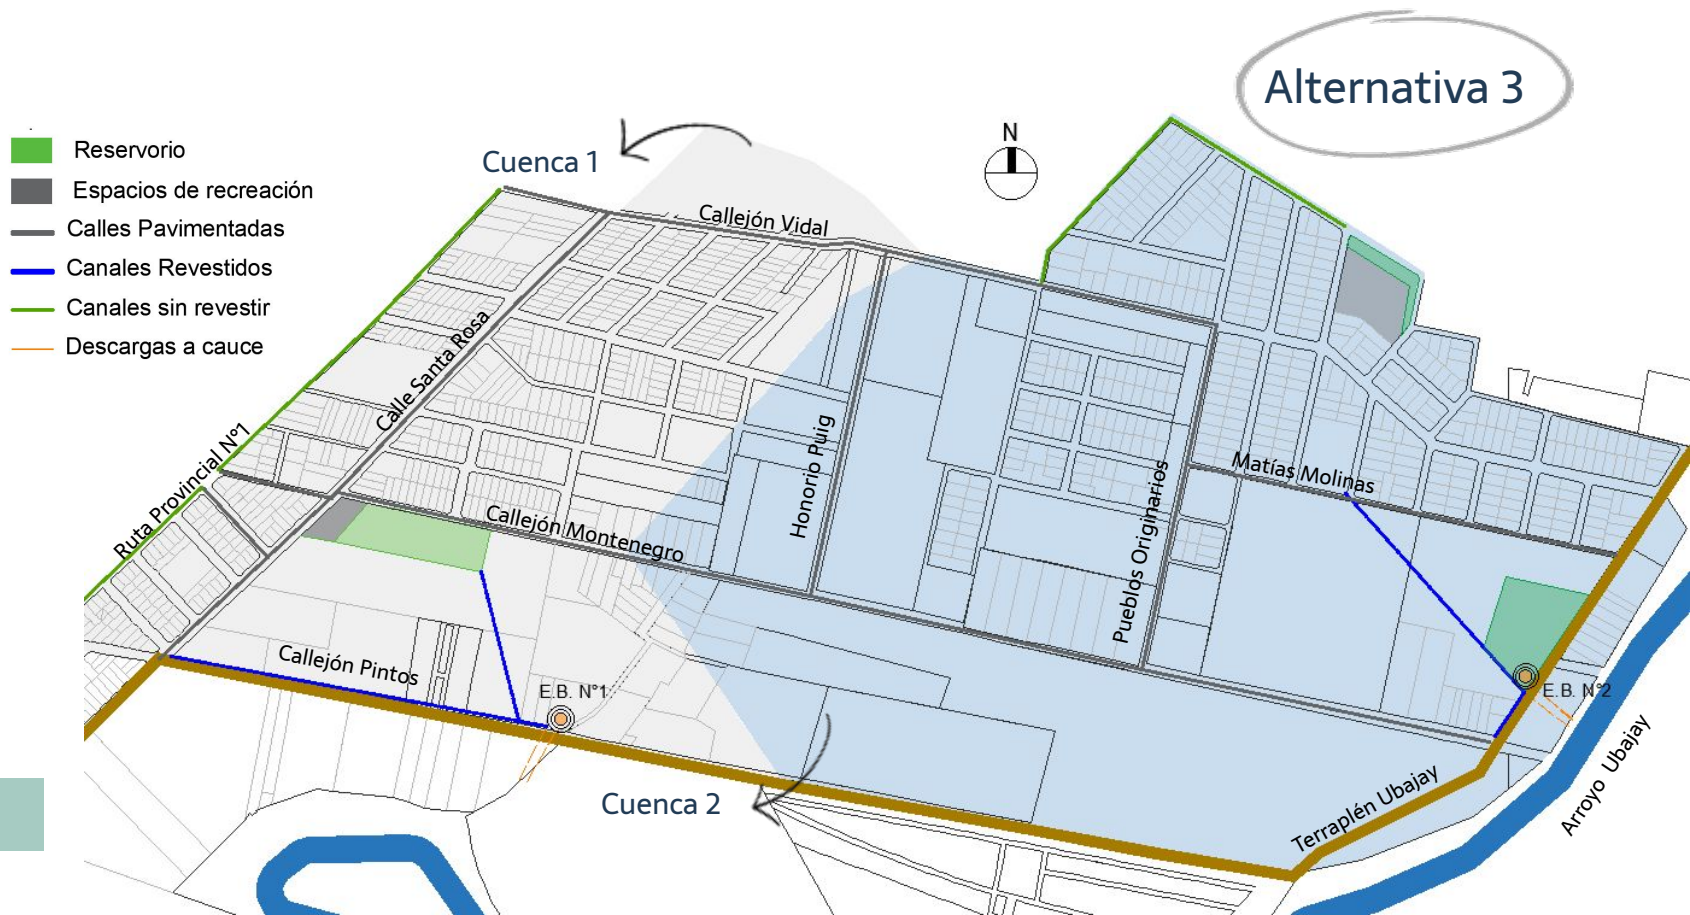 Alternativa 3
N
Cuenca 1
Reservorio
Espacios de recreación
Calles Pavimentadas
Canales Revestidos
Canales sin revestir
Descargas a cauce
Callejón Vidal
Calle Santa Rosa
Honorio Puig
Ruta Provincial N°1
Matías Molinas
Pueblos Originarios
Callejón Montenegro
Callejón Pintos
E.B. N°1
E.B. N°2
Cuenca 2
Terraplén Ubajay
Arroyo Ubajay